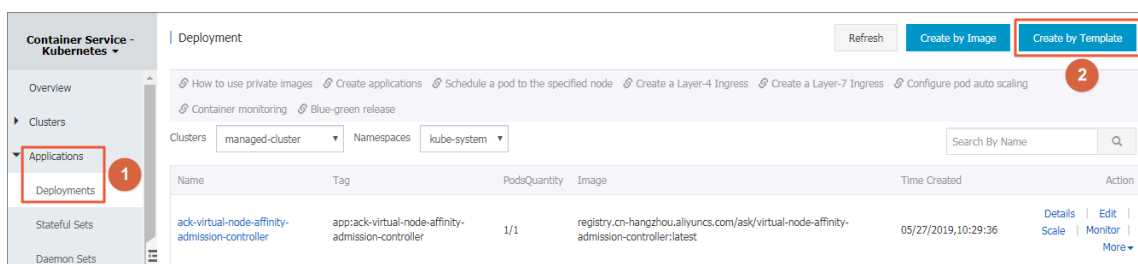 Container Service -
Kubernetes
Overview
Clusters
Applications
Deployments
Stateful Sets
Daemon Sets
1
Deployment
Refresh
Create by Image
Create by Template
2
How to use private images Create applications Schedule a pod to the specified node Create a Layer-4 Ingress Create a Layer-7 Ingress Configure pod auto scaling
Container monitoring Blue-green release
Clusters managed-cluster Namespaces kube-system Search By Name
Name Tag PodsQuantity Image Time Created Action
ack-virtual-node-affinity-
admission-controller
app:ack-virtual-node-affinity-
admission-controller
1/1
registry.cn-hangzhou.aliyuncs.com/ask/virtual-node-affinity-
admission-controller:latest
05/27/2019,10:29:36
Details | Edit |
Scale | Monitor |
More